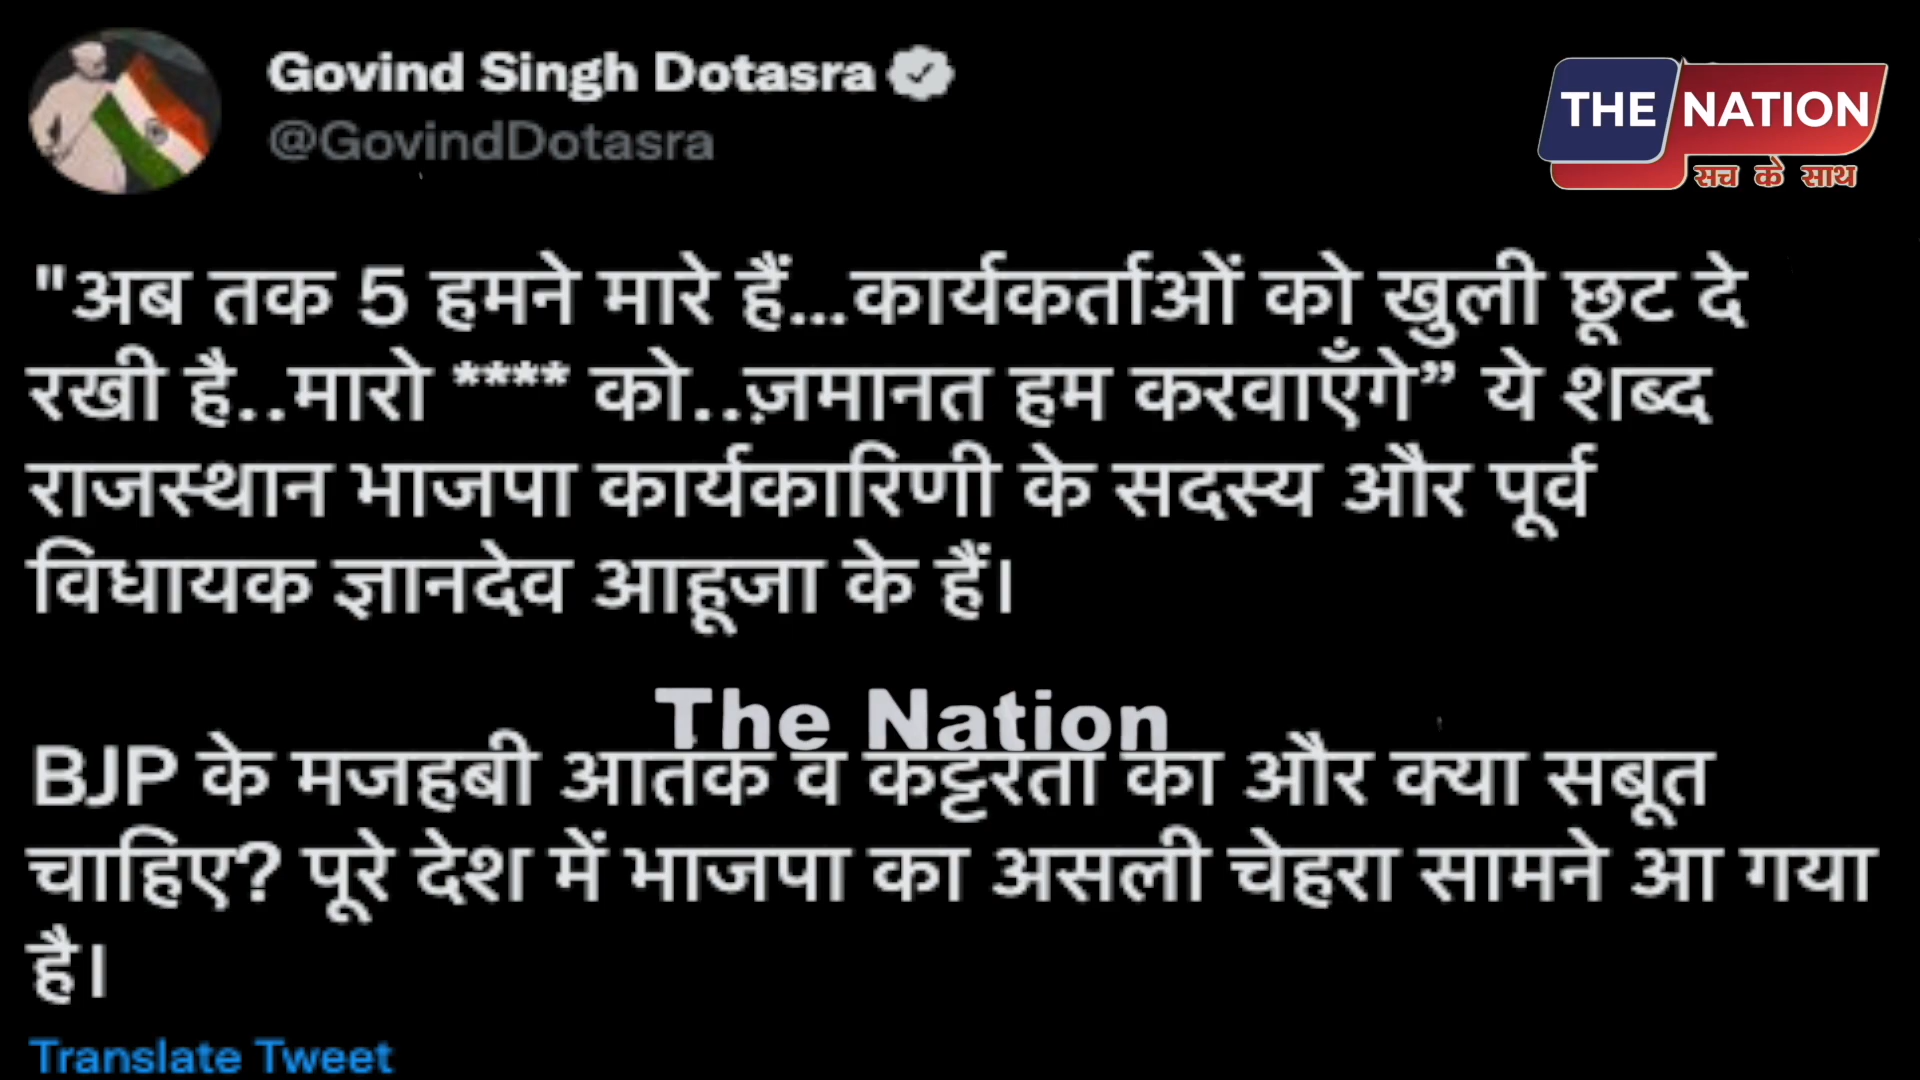 Govind Singh Dotasra
@GovindDotasra
THE NATION
सच के साथ
"अब तक 5 हमने मारे हैं...कार्यकर्ताओं को खुली छूट दे
रखी है..मारो **** को..ज़मानत हम करवाएँगे” ये शब्द
राजस्थान भाजपा कार्यकारिणी के सदस्य और पूर्व
विधायक ज्ञानदेव आहूजा के हैं।
The Nation
BJP के मजहबी आतंक व कट्टरता का और क्या सबूत
चाहिए? पूरे देश में भाजपा का असली चेहरा सामने आ गया
है।
Translate Tweet